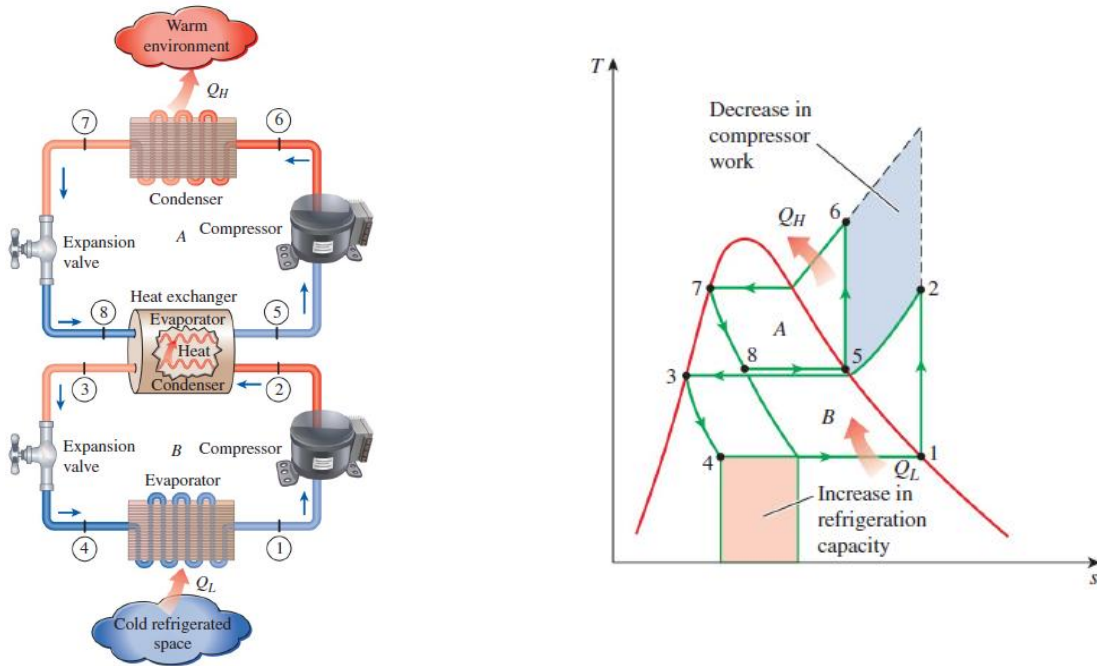 Warm
environment
QH
7
6
Condenser
A
Compressor
Expansion
valve
Heat exchanger
8
Evaporator
5
Heat
3
Condenser
2
Expansion
valve
B
Compressor
Evaporator
4
1
QL
Cold refrigerated
space
T
Decrease in
compressor
work
QH
6
7
2
A
3
8
5
B
4
1
QL
Increase in
refrigeration
capacity
s